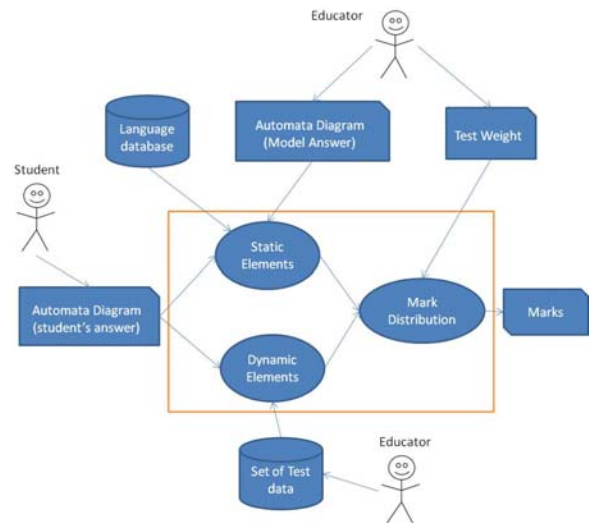 Educator
Language
database
Automata Diagram
(Model Answer)
Test Weight
Student
Static
Elements
Automata Diagram
(student's answer)
Mark
Distribution
Marks
Dynamic
Elements
Set of Test
data
Educator